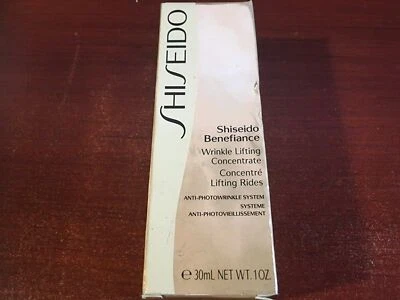 SHISEIDO
Shiseido
Benefiance
Wrinkle Lifting
Concentrate
Concentré
Lifting Rides
ANTI-PHOTOWRINKLE SYSTEM
SYSTEME
ANTI-PHOTOVIEILLISSEMENT
℮ 30mL NET WT. 1 OZ.